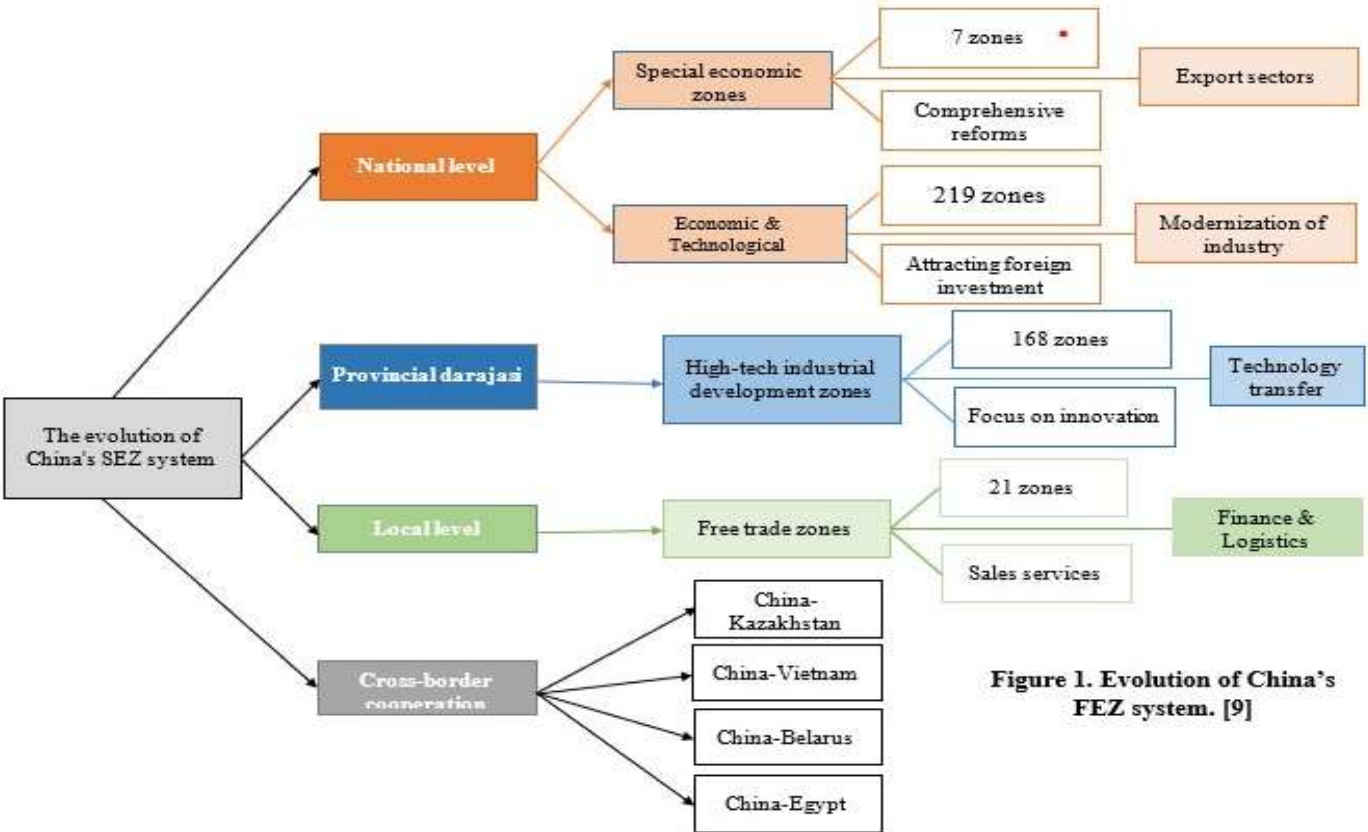 The evolution of
China's SEZ system
National level
Special economic
zones
7 zones
Comprehensive
reforms
Export sectors
Economic &
Technological
219 zones
Attracting foreign
investment
Modernization of
industry
Provincial darajasi
High-tech industrial
development zones
168 zones
Focus on innovation
Technology
transfer
Local level
Free trade zones
21 zones
Sales services
Finance &
Logistics
Cross-border
cooperation
China-
Kazakhstan
China-Vietnam
China-Belarus
China-Egypt
Figure 1. Evolution of China’s
FEZ system. [9]